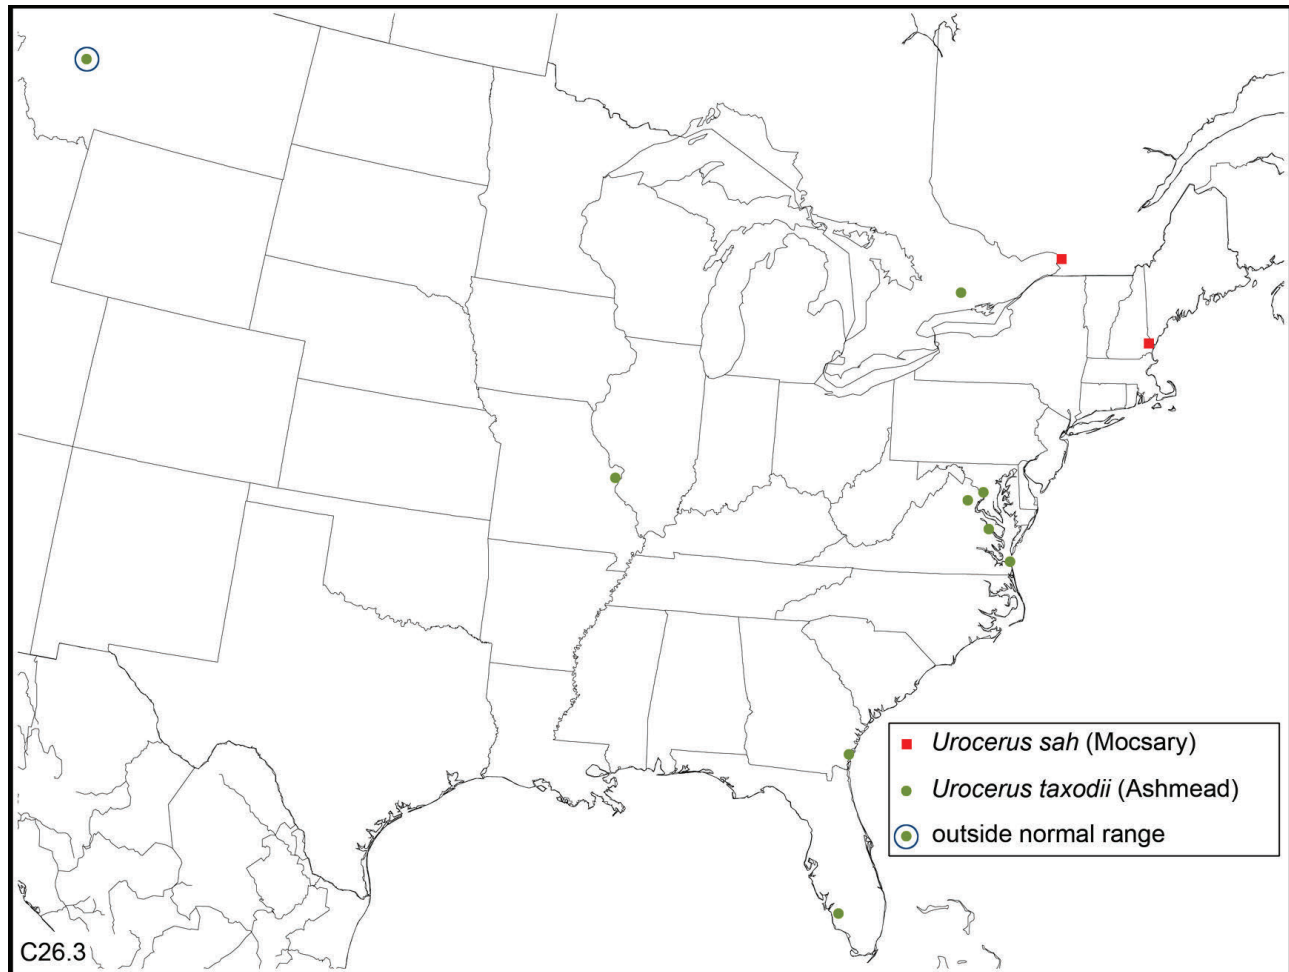 Urocerus sah (Mocsary)
Urocerus taxodii (Ashmead)
outside normal range
C26.3